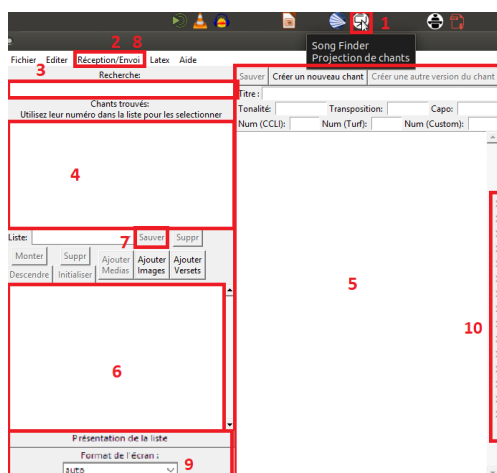 1
Song Finder
Projection de chants
2 8
Fichier Editer Réception/Envoi Latex Aide
3
Recherche:
Sauver Créer un nouveau chant Créer une autre version du chant
Titre :
Chants trouvés:
Utilisez leur numéro dans la liste pour les selectionner
Tonalité: Transposition: Capo:
Num (CCLI): Num (Turf): Num (Custom):
4
Liste: 7 Sauver Suppr
Monter Suppr Ajouter Medias Ajouter Images Ajouter Versets
Descendre Initialiser
5
10
6
Présentation de la liste
Format de l'écran :
auto
9